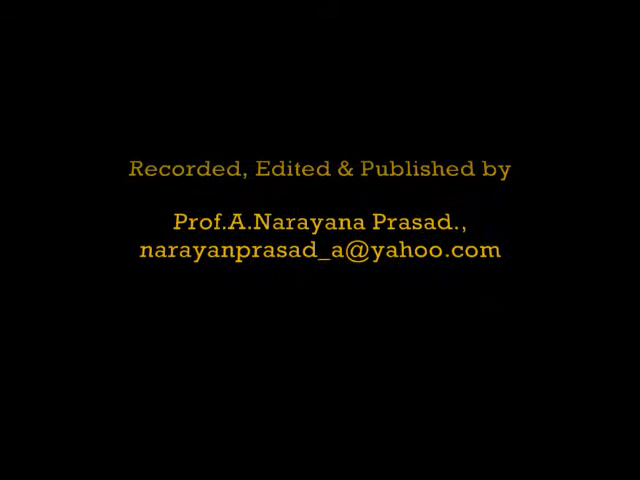 Recorded, Edited & Published by
Prof.A.Narayana Prasad.,
narayanprasad_a@yahoo.com